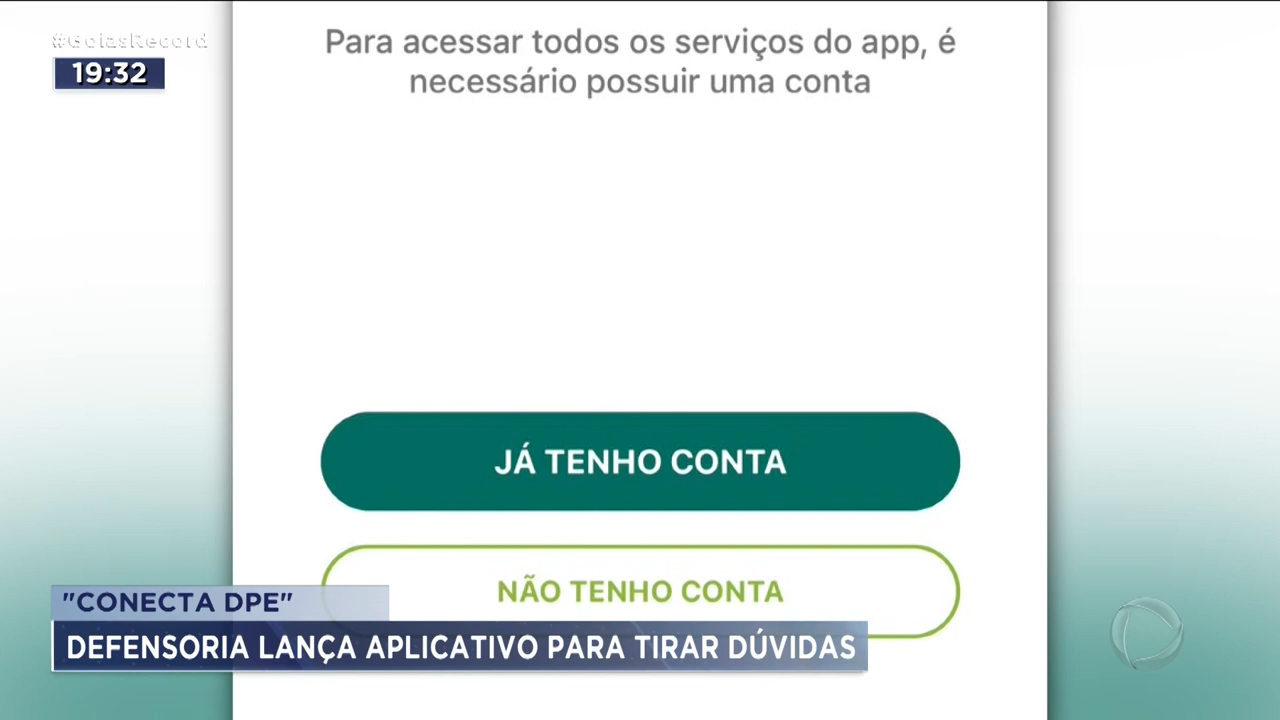 #GoiásRecord
19:32
Para acessar todos os serviços do app, é
necessário possuir uma conta
JÁ TENHO CONTA
NÃO TENHO CONTA
"CONECTA DPE"
DEFENSORIA LANÇA APLICATIVO PARA TIRAR DÚVIDAS